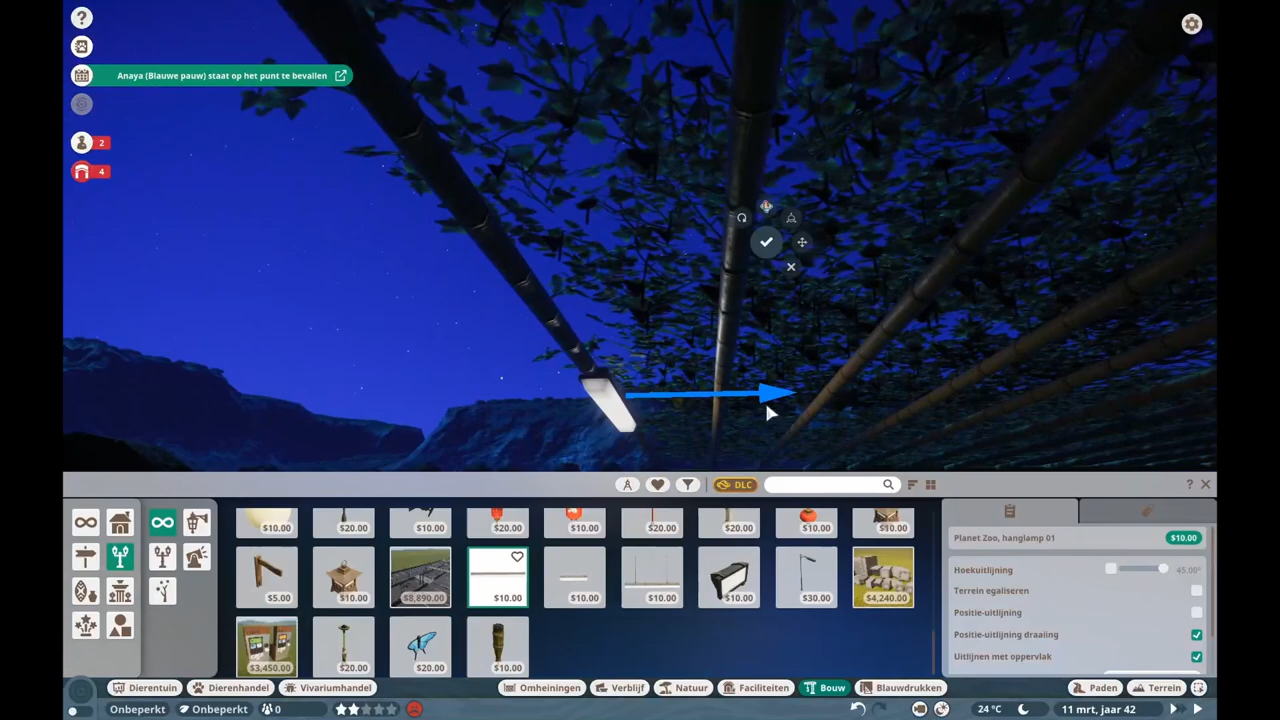 ?
Anaya (Blauwe pauw) staat op het punt te bevallen
2
4
DLC
? ×
$10.00 $20.00 $10.00 $20.00 $10.00 $20.00 $20.00 $10.00 $10.00
Planet Zoo, hanglamp 01 $10.00
Hoekuitlijning 45.00°
Terrein egaliseren
Positie-uitlijning
Positie-uitlijning draaiing
Uitlijnen met oppervlak
$5.00 $10.00 $8,890.00 $10.00 $10.00 $10.00 $10.00 $30.00 $4,240.00
$3,450.00 $20.00 $20.00 $10.00
Dierentuin Dierenhandel Vivariumhandel Omheiningen Verblijf Natuur Faciliteiten Bouw Blauwdrukken Paden Terrein
Onbeperkt Onbeperkt 0 24 °C 11 mrt, jaar 42